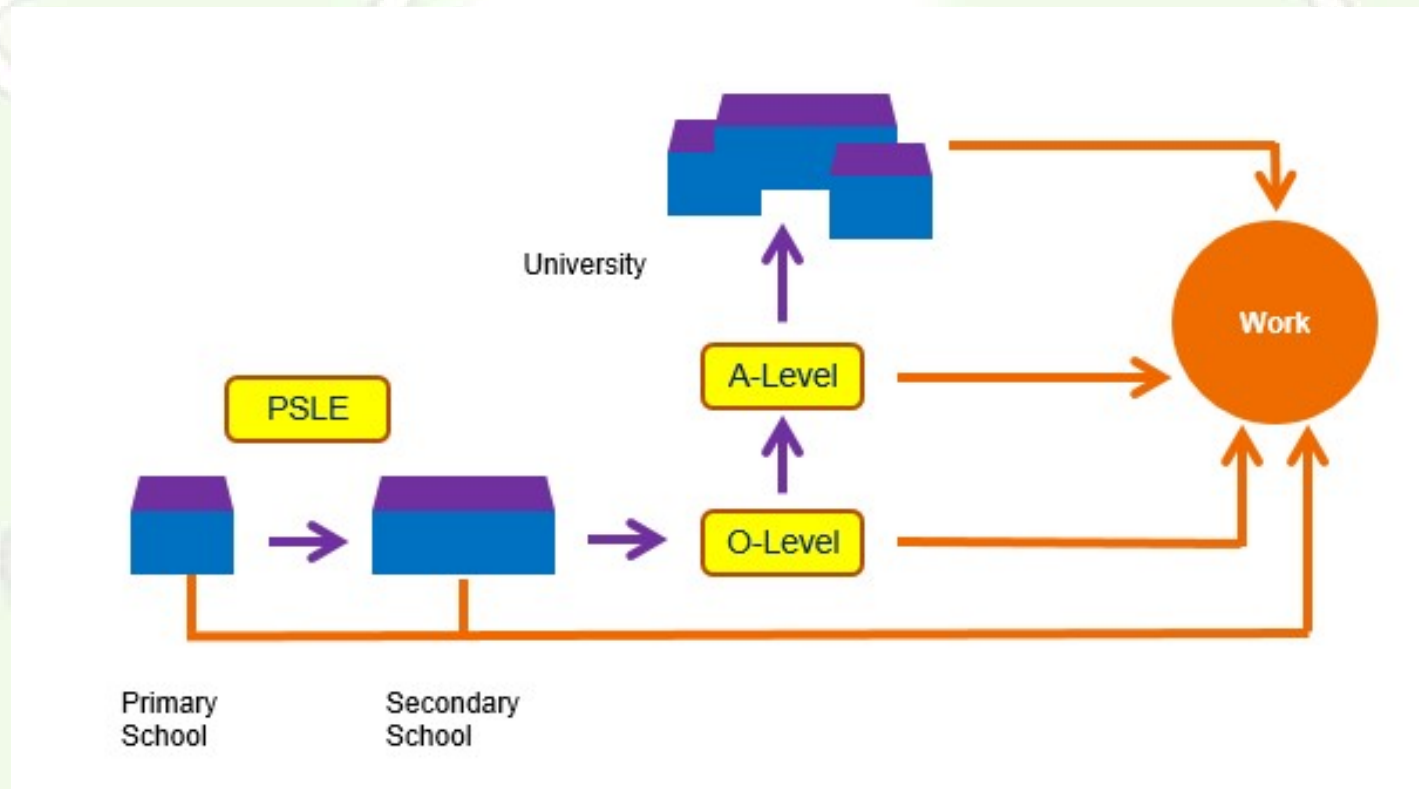 University
Work
A-Level
PSLE
O-Level
Primary
School
Secondary
School